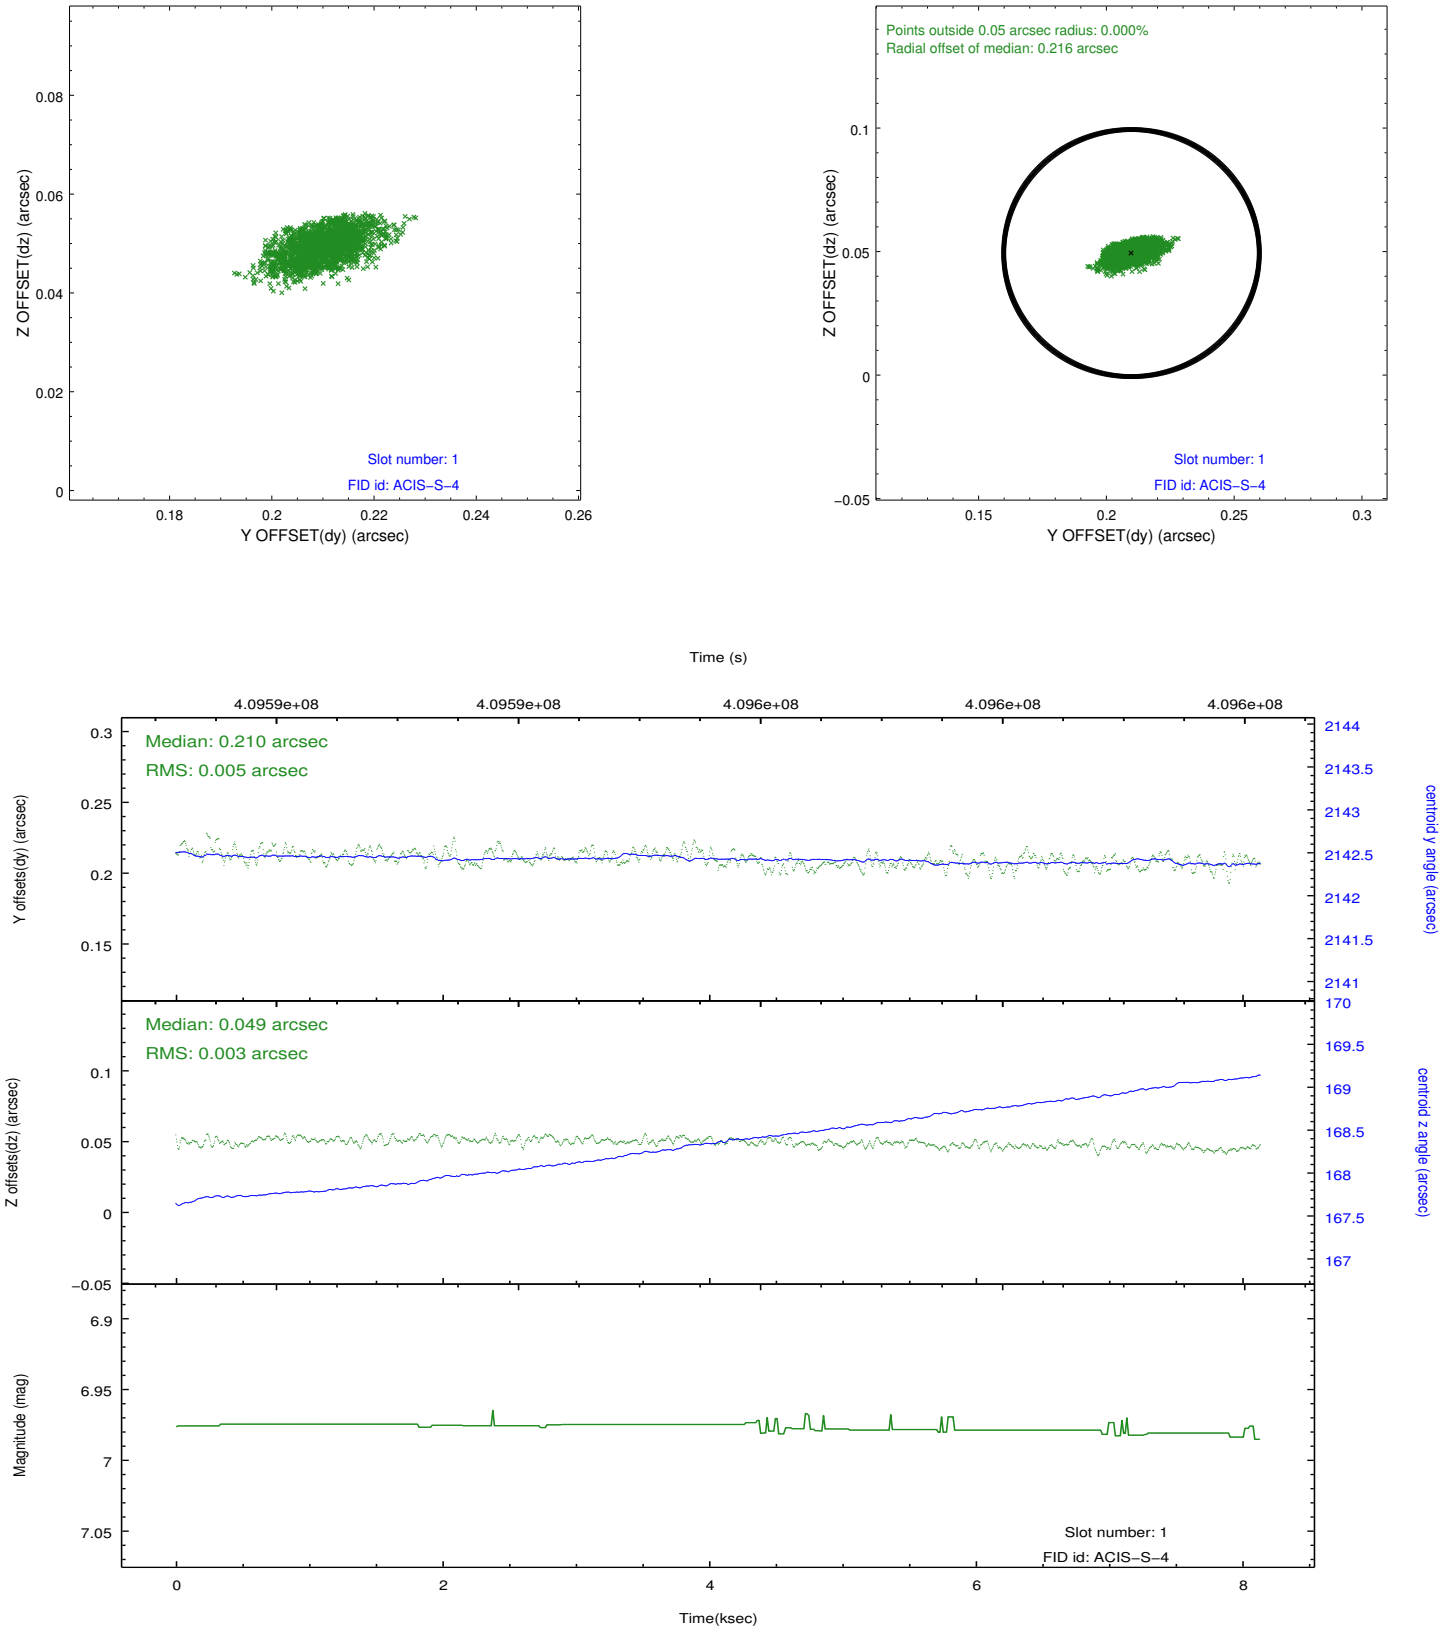 0.08
0.06
0.04
0.02
0
0.18
0.2
0.22
0.24
0.26
Z OFFSET(dz) (arcsec)
Y OFFSET(dy) (arcsec)
Slot number: 1
FID id: ACIS−S−4
Points outside 0.05 arcsec radius: 0.000%
Radial offset of median: 0.216 arcsec
0.1
0.05
0
−0.05
0.15
0.2
0.25
0.3
Z OFFSET(dz) (arcsec)
Y OFFSET(dy) (arcsec)
Slot number: 1
FID id: ACIS−S−4
Time (s)
4.0959e+08
4.0959e+08
4.096e+08
4.096e+08
4.096e+08
Median: 0.210 arcsec
RMS: 0.005 arcsec
0.3
0.25
0.2
0.15
Y offsets(dy) (arcsec)
2144
2143.5
2143
2142.5
2142
2141.5
2141
centroid y angle (arcsec)
Median: 0.049 arcsec
RMS: 0.003 arcsec
0.1
0.05
0
−0.05
Z offsets(dz) (arcsec)
170
169.5
169
168.5
168
167.5
167
centroid z angle (arcsec)
6.9
6.95
7
7.05
Magnitude (mag)
Slot number: 1
FID id: ACIS−S−4
0
2
4
6
8
Time(ksec)